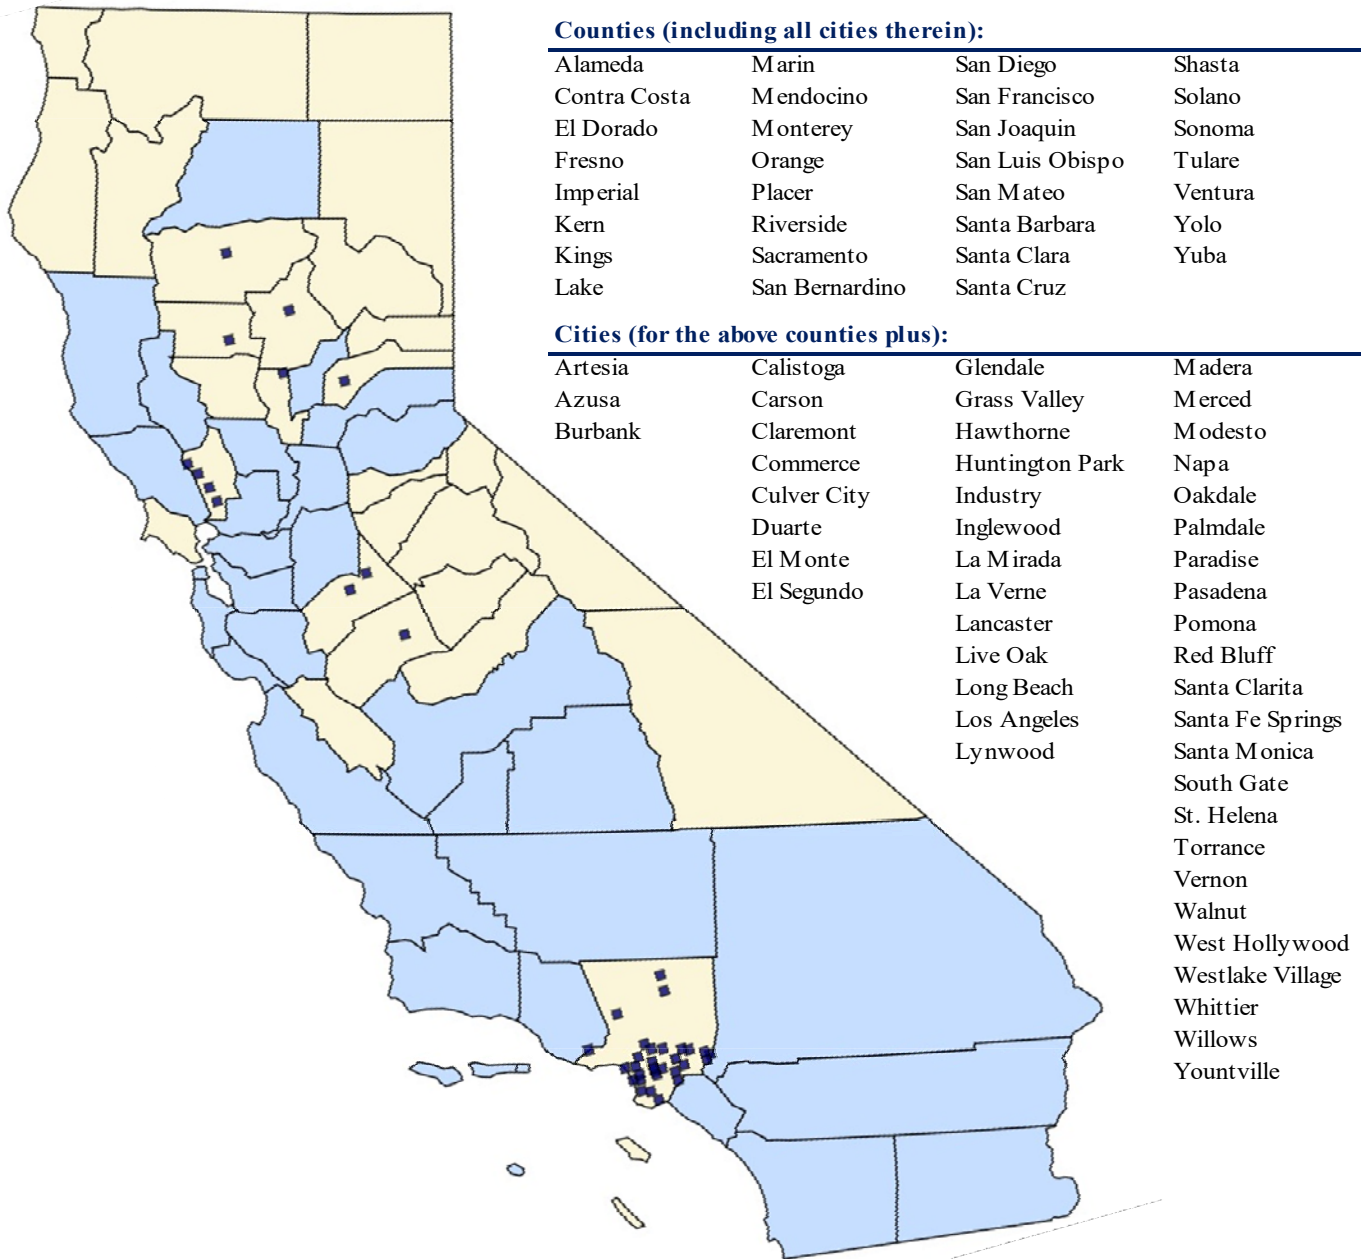 Counties (including all cities therein):
Alameda Marin San Diego Shasta
Contra Costa Mendocino San Francisco Solano
El Dorado Monterey San Joaquin Sonoma
Fresno Orange San Luis Obispo Tulare
Imperial Placer San Mateo Ventura
Kern Riverside Santa Barbara Yolo
Kings Sacramento Santa Clara Yuba
Lake San Bernardino Santa Cruz
Cities (for the above counties plus):
Artesia Calistoga Glendale Madera
Azusa Carson Grass Valley Merced
Burbank Claremont Hawthorne Modesto
Commerce Huntington Park Napa
Culver City Industry Oakdale
Duarte Inglewood Palmdale
El Monte La Mirada Paradise
El Segundo La Verne Pasadena
Lancaster Pomona
Live Oak Red Bluff
Long Beach Santa Clarita
Los Angeles Santa Fe Springs
Lynwood Santa Monica
South Gate
St. Helena
Torrance
Vernon
Walnut
West Hollywood
Westlake Village
Whittier
Willows
Yountville